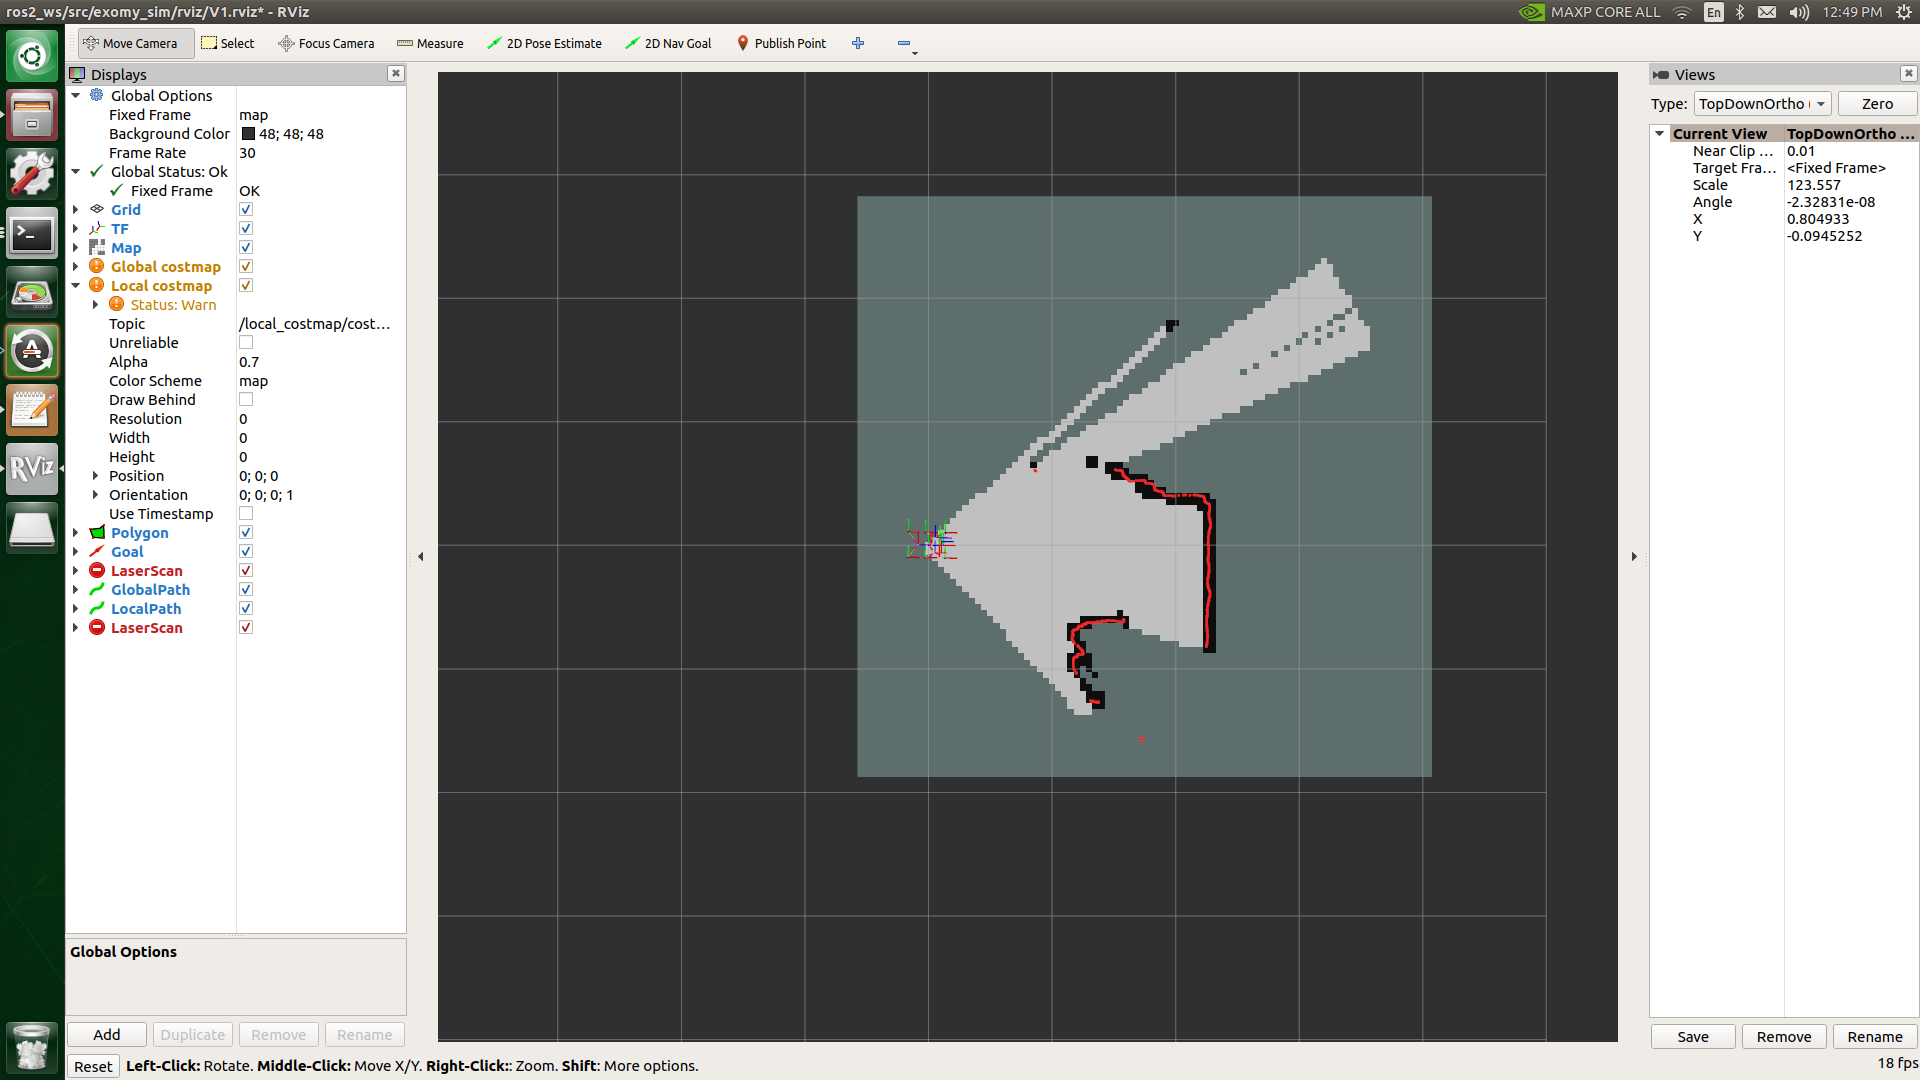 ros2_ws/src/exomy_sim/rviz/V1.rviz* - RViz
MAXP CORE ALL En 12:49 PM
Move Camera Select Focus Camera Measure 2D Pose Estimate 2D Nav Goal Publish Point
Displays
Global Options
Fixed Frame map
Background Color 48; 48; 48
Frame Rate 30
Global Status: Ok
Fixed Frame OK
Grid
TF
Map
Global costmap
Local costmap
Status: Warn
Topic /local_costmap/cost...
Unreliable
Alpha 0.7
Color Scheme map
Draw Behind
Resolution 0
Width 0
Height 0
Position 0; 0; 0
Orientation 0; 0; 0; 1
Use Timestamp
Polygon
Goal
LaserScan
GlobalPath
LocalPath
LaserScan
Global Options
Add Duplicate Remove Rename
Reset Left-Click: Rotate. Middle-Click: Move X/Y. Right-Click:: Zoom. Shift: More options.
RViz
Views
Type: TopDownOrtho ( Zero
Current View TopDownOrtho ...
Near Clip ... 0.01
Target Fra... <Fixed Frame>
Scale 123.557
Angle -2.32831e-08
X 0.804933
Y -0.0945252
Save Remove Rename
18 fps